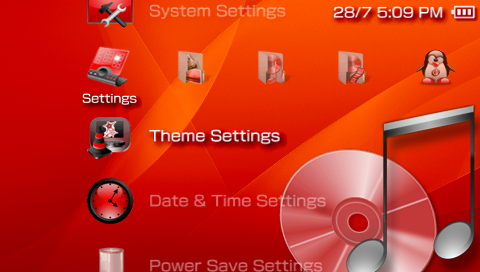 System Settings
28/7 5:09 PM
Settings
Theme Settings
Date & Time Settings
Power Save Settings